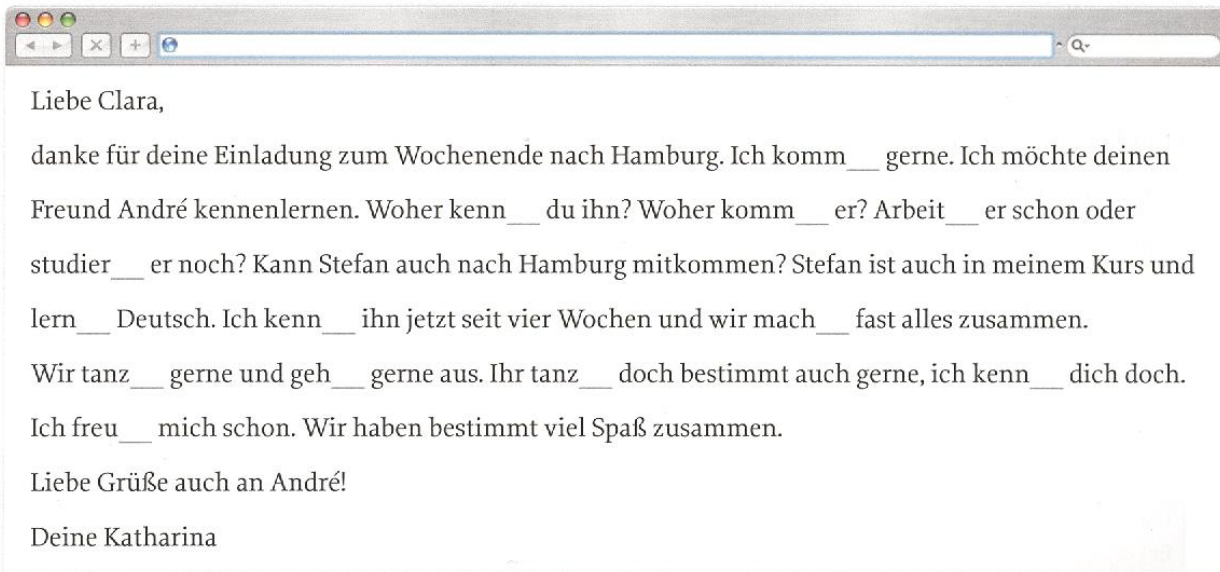 Liebe Clara,
danke für deine Einladung zum Wochenende nach Hamburg. Ich komm___ gerne. Ich möchte deinen
Freund André kennenlernen. Woher kenn___ du ihn? Woher komm___ er? Arbeit___ er schon oder
studier___ er noch? Kann Stefan auch nach Hamburg mitkommen? Stefan ist auch in meinem Kurs und
lern___ Deutsch. Ich kenn___ ihn jetzt seit vier Wochen und wir mach___ fast alles zusammen.
Wir tanz___ gerne und geh___ gerne aus. Ihr tanz___ doch bestimmt auch gerne, ich kenn___ dich doch.
Ich freu___ mich schon. Wir haben bestimmt viel Spaß zusammen.
Liebe Grüße auch an André!
Deine Katharina